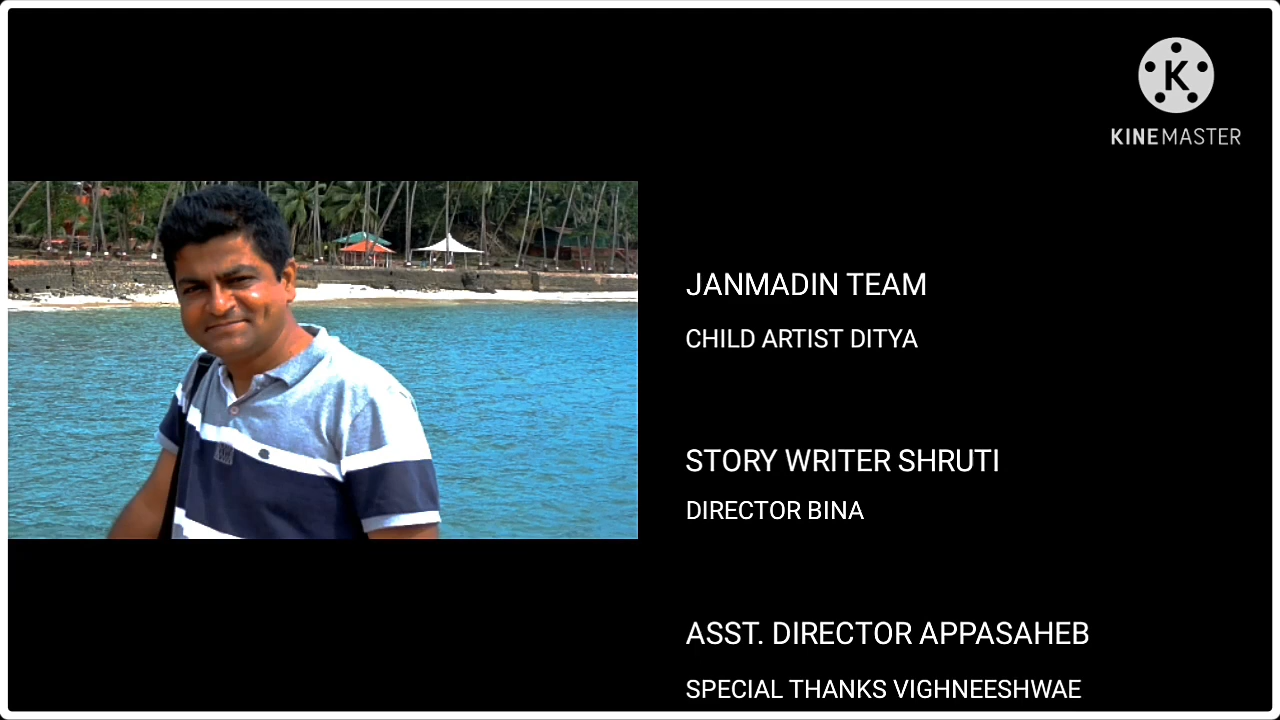 K
KINEMASTER
JANMADIN TEAM
CHILD ARTIST DITYA
STORY WRITER SHRUTI
DIRECTOR BINA
ASST. DIRECTOR APPASAHEB
SPECIAL THANKS VIGHNEESHWAE